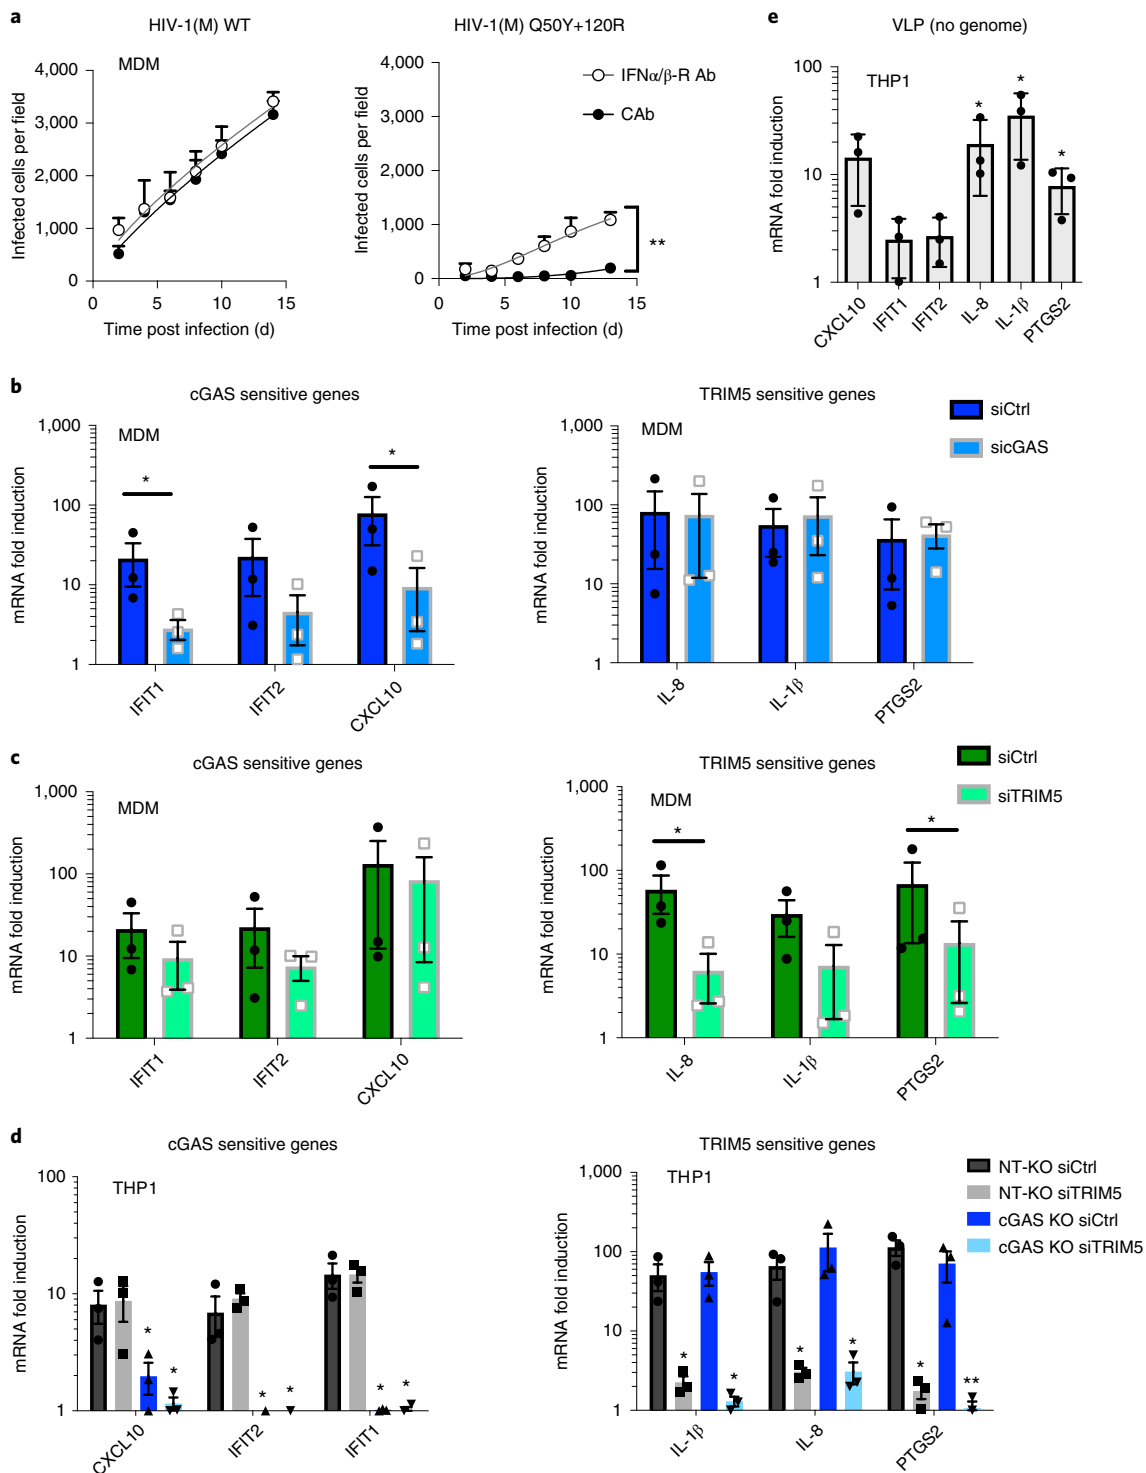 a
HIV-1(M) WT
HIV-1(M) Q50Y+120R
4,000
3,000
2,000
1,000
0
Infected cells per field
MDM
0 5 10 15
Time post infection (d)
4,000
3,000
2,000
1,000
0
Infected cells per field
IFNα/β-R Ab
CAb
**
0 5 10 15
Time post infection (d)
e
VLP (no genome)
100
10
1
mRNA fold induction
THP1
* * *
CXCL10 IFIT1 IFIT2 IL-8 IL-1β PTGS2
b
cGAS sensitive genes
1,000
100
10
1
mRNA fold induction
MDM
* *
IFIT1 IFIT2 CXCL10
TRIM5 sensitive genes
1,000
100
10
1
mRNA fold induction
MDM
IL-8 IL-1β PTGS2
siCtrl
sicGAS
c
cGAS sensitive genes
1,000
100
10
1
mRNA fold induction
MDM
IFIT1 IFIT2 CXCL10
TRIM5 sensitive genes
1,000
100
10
1
mRNA fold induction
MDM
* *
IL-8 IL-1β PTGS2
siCtrl
siTRIM5
d
cGAS sensitive genes
100
10
1
mRNA fold induction
THP1
* * * * * *
CXCL10 IFIT2 IFIT1
TRIM5 sensitive genes
1,000
100
10
1
mRNA fold induction
THP1
* * * * * **
IL-1β IL-8 PTGS2
NT-KO siCtrl
NT-KO siTRIM5
cGAS KO siCtrl
cGAS KO siTRIM5